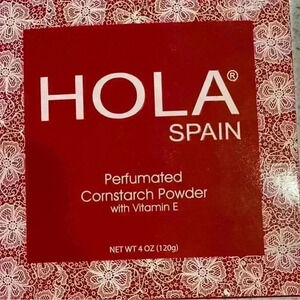 HOLA®
SPAIN
Perfumated
Cornstarch Powder
with Vitamin E
NET WT 4 OZ (120g)